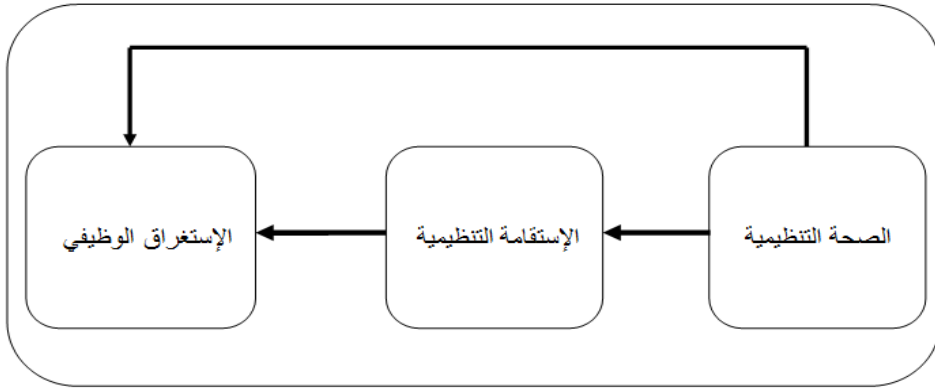 الصحة التنظيمية
الإستقامة التنظيمية
الإستغراق الوظيفي